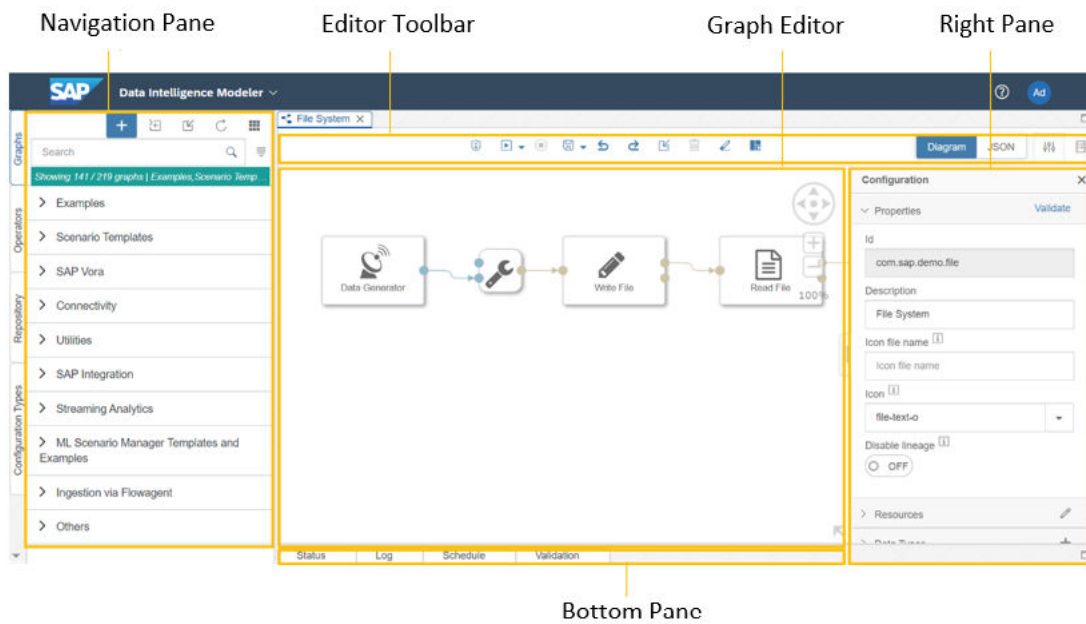 Navigation Pane
Editor Toolbar
Graph Editor
Right Pane
SAP
Data Intelligence Modeler
Ad
File System
Graphs
Operators
Repository
Configuration Types
Search
Showing 141 / 219 graphs | Examples,Scenario Temp...
Examples
Scenario Templates
SAP Vora
Connectivity
Utilities
SAP Integration
Streaming Analytics
ML Scenario Manager Templates and
Examples
Ingestion via Flowagent
Others
Diagram
JSON
Data Generator
Write File
Read File
100%
Configuration
Properties
Validate
Id
com.sap.demo.file
Description
File System
Icon file name
Icon file name
Icon
file-text-o
Disable lineage
OFF
Resources
Data Types
Status
Log
Schedule
Validation
Bottom Pane